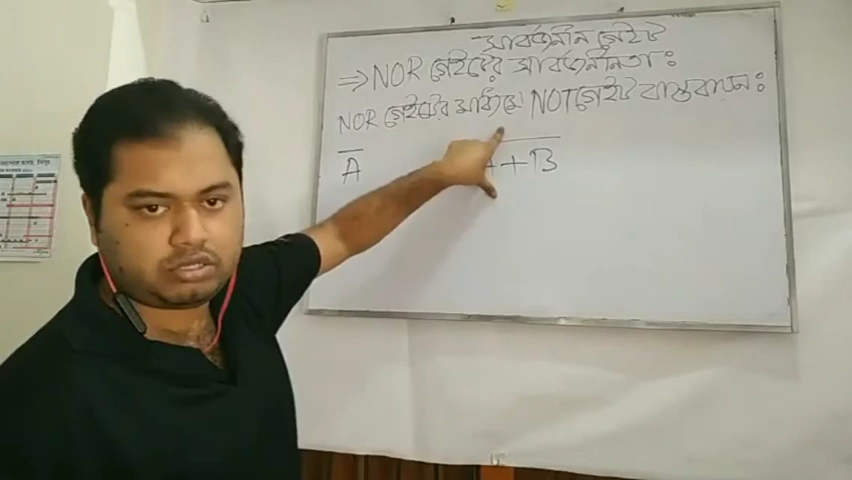 সার্বজনীন গেইট
⇒ NOR গেইটের সার্বজনীনতা :
NOR গেইটের মাধ্যমে NOT গেইট বাস্তবায়ন :
A̅ A̅ ̅+̅ ̅B̅